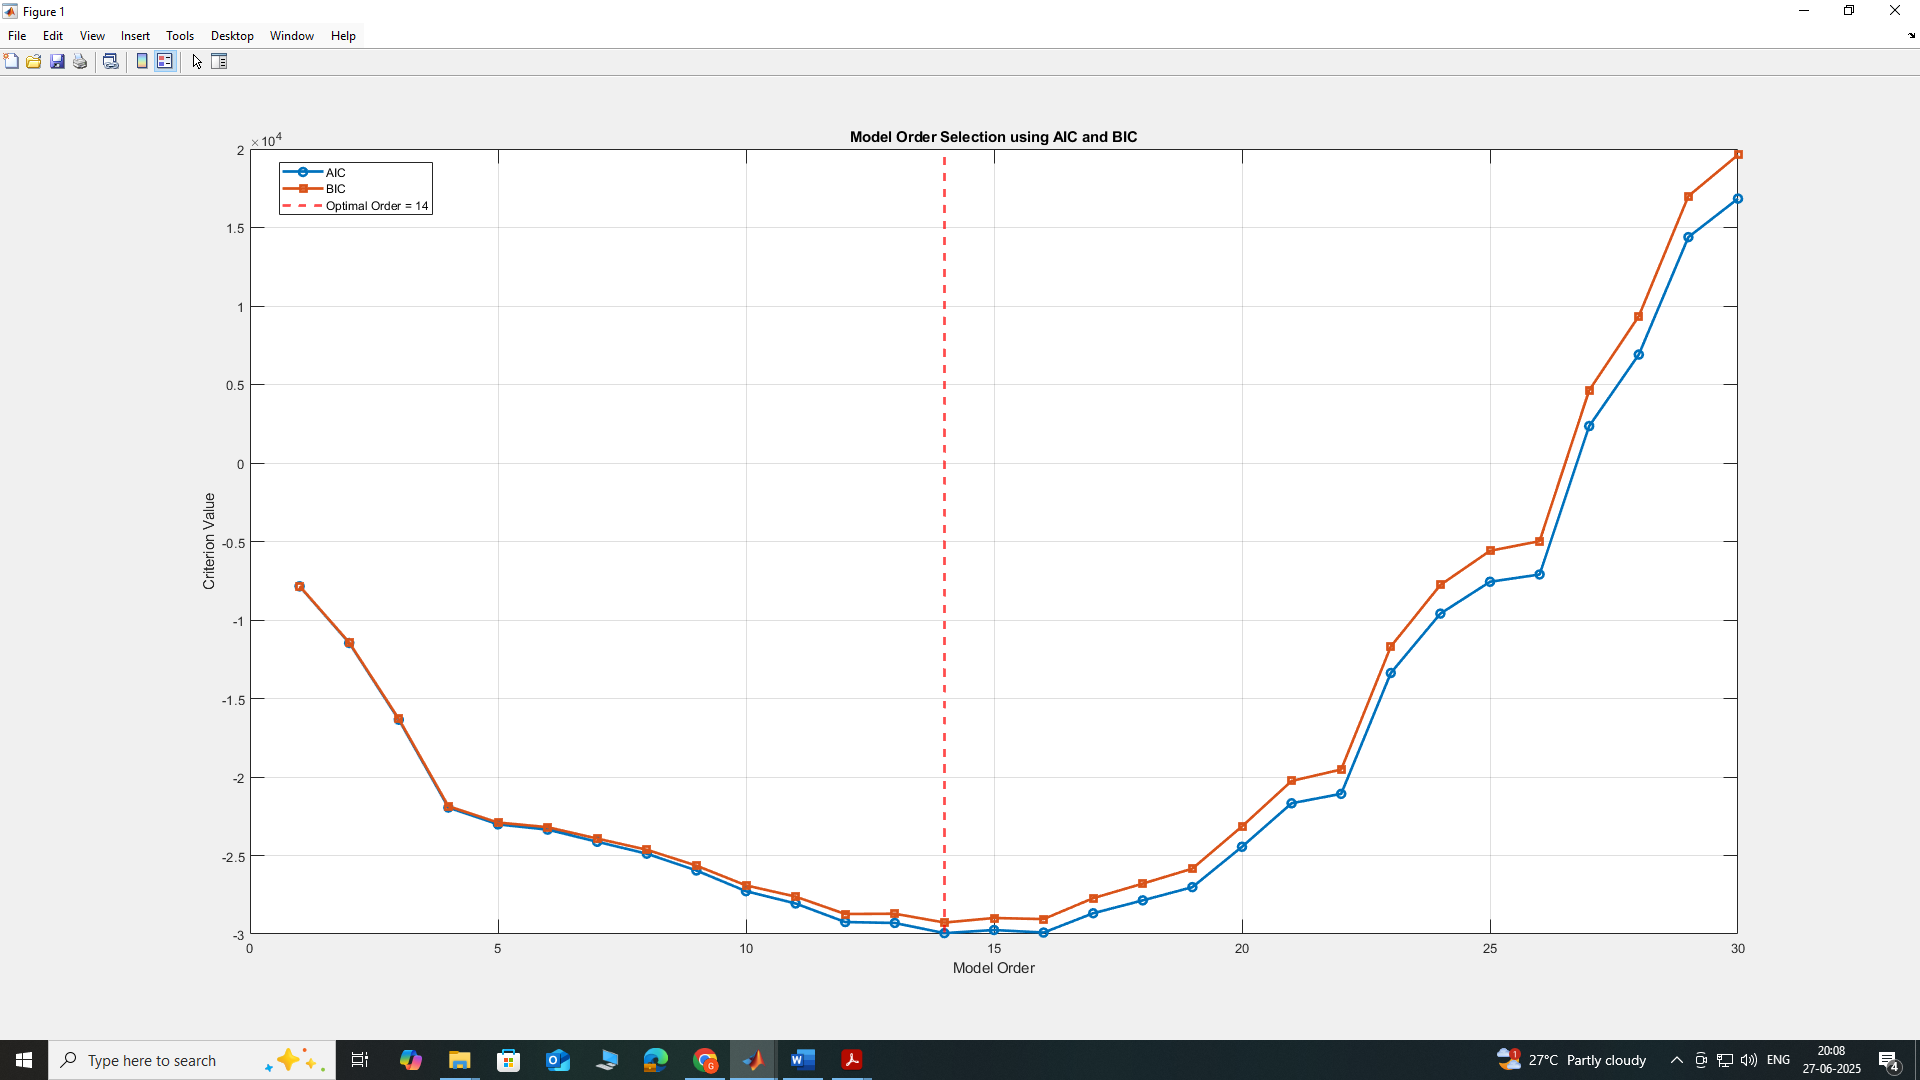 Figure 1
File Edit View Insert Tools Desktop Window Help
×10^4
Model Order Selection using AIC and BIC
AIC
BIC
Optimal Order = 14
2
1.5
1
0.5
0
-0.5
-1
-1.5
-2
-2.5
-3
Criterion Value
0 5 10 15 20 25 30
Model Order
Type here to search
1
27°C Partly cloudy
ENG
20:08
27-06-2025
4